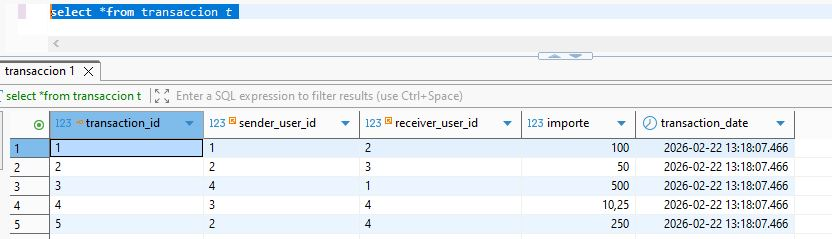 select *from transaccion t
transaccion 1
select *from transaccion t Enter a SQL expression to filter results (use Ctrl+Space)
123 transaction_id 123 sender_user_id 123 receiver_user_id 123 importe transaction_date
1 1 1 2 100 2026-02-22 13:18:07.466
2 2 2 3 50 2026-02-22 13:18:07.466
3 3 4 1 500 2026-02-22 13:18:07.466
4 4 3 4 10,25 2026-02-22 13:18:07.466
5 5 2 4 250 2026-02-22 13:18:07.466